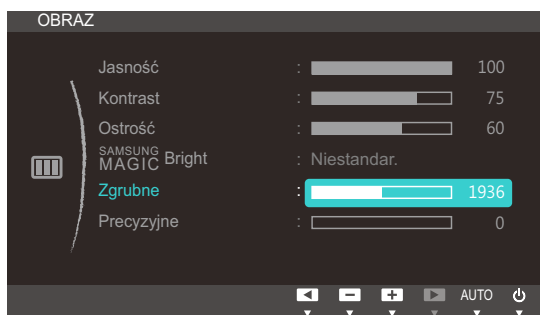 OBRAZ
Jasność : 100
Kontrast : 75
Ostrość : 60
SAMSUNG MAGIC Bright : Niestandar.
Zgrubne : 1936
Precyzyjne : 0
AUTO